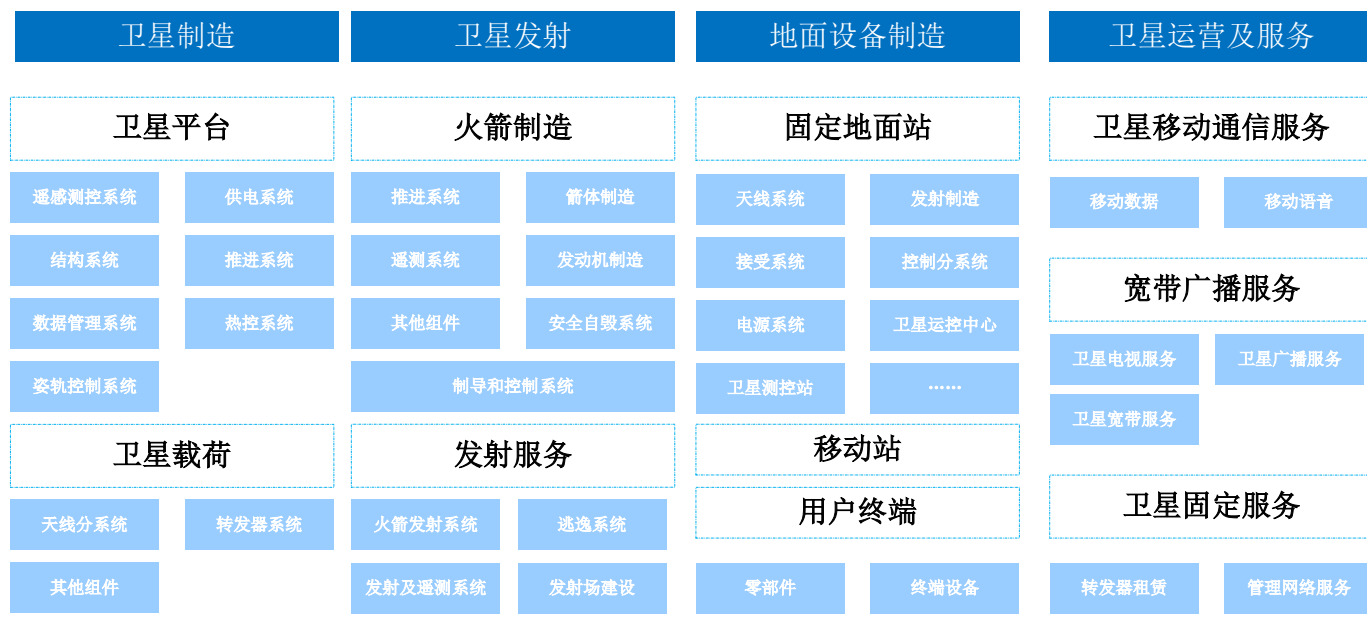 卫星制造
卫星发射
地面设备制造
卫星运营及服务
卫星平台
火箭制造
固定地面站
卫星移动通信服务
遥感测控系统
供电系统
推进系统
箭体制造
天线系统
发射制造
移动数据
移动语音
结构系统
推进系统
遥测系统
发动机制造
接受系统
控制分系统
宽带广播服务
数据管理系统
热控系统
其他组件
安全自毁系统
电源系统
卫星运控中心
卫星电视服务
卫星广播服务
姿轨控制系统
制导和控制系统
卫星测控站
……
卫星宽带服务
卫星载荷
发射服务
移动站
用户终端
卫星固定服务
天线分系统
转发器系统
火箭发射系统
逃逸系统
其他组件
发射及遥测系统
发射场建设
零部件
终端设备
转发器租赁
管理网络服务